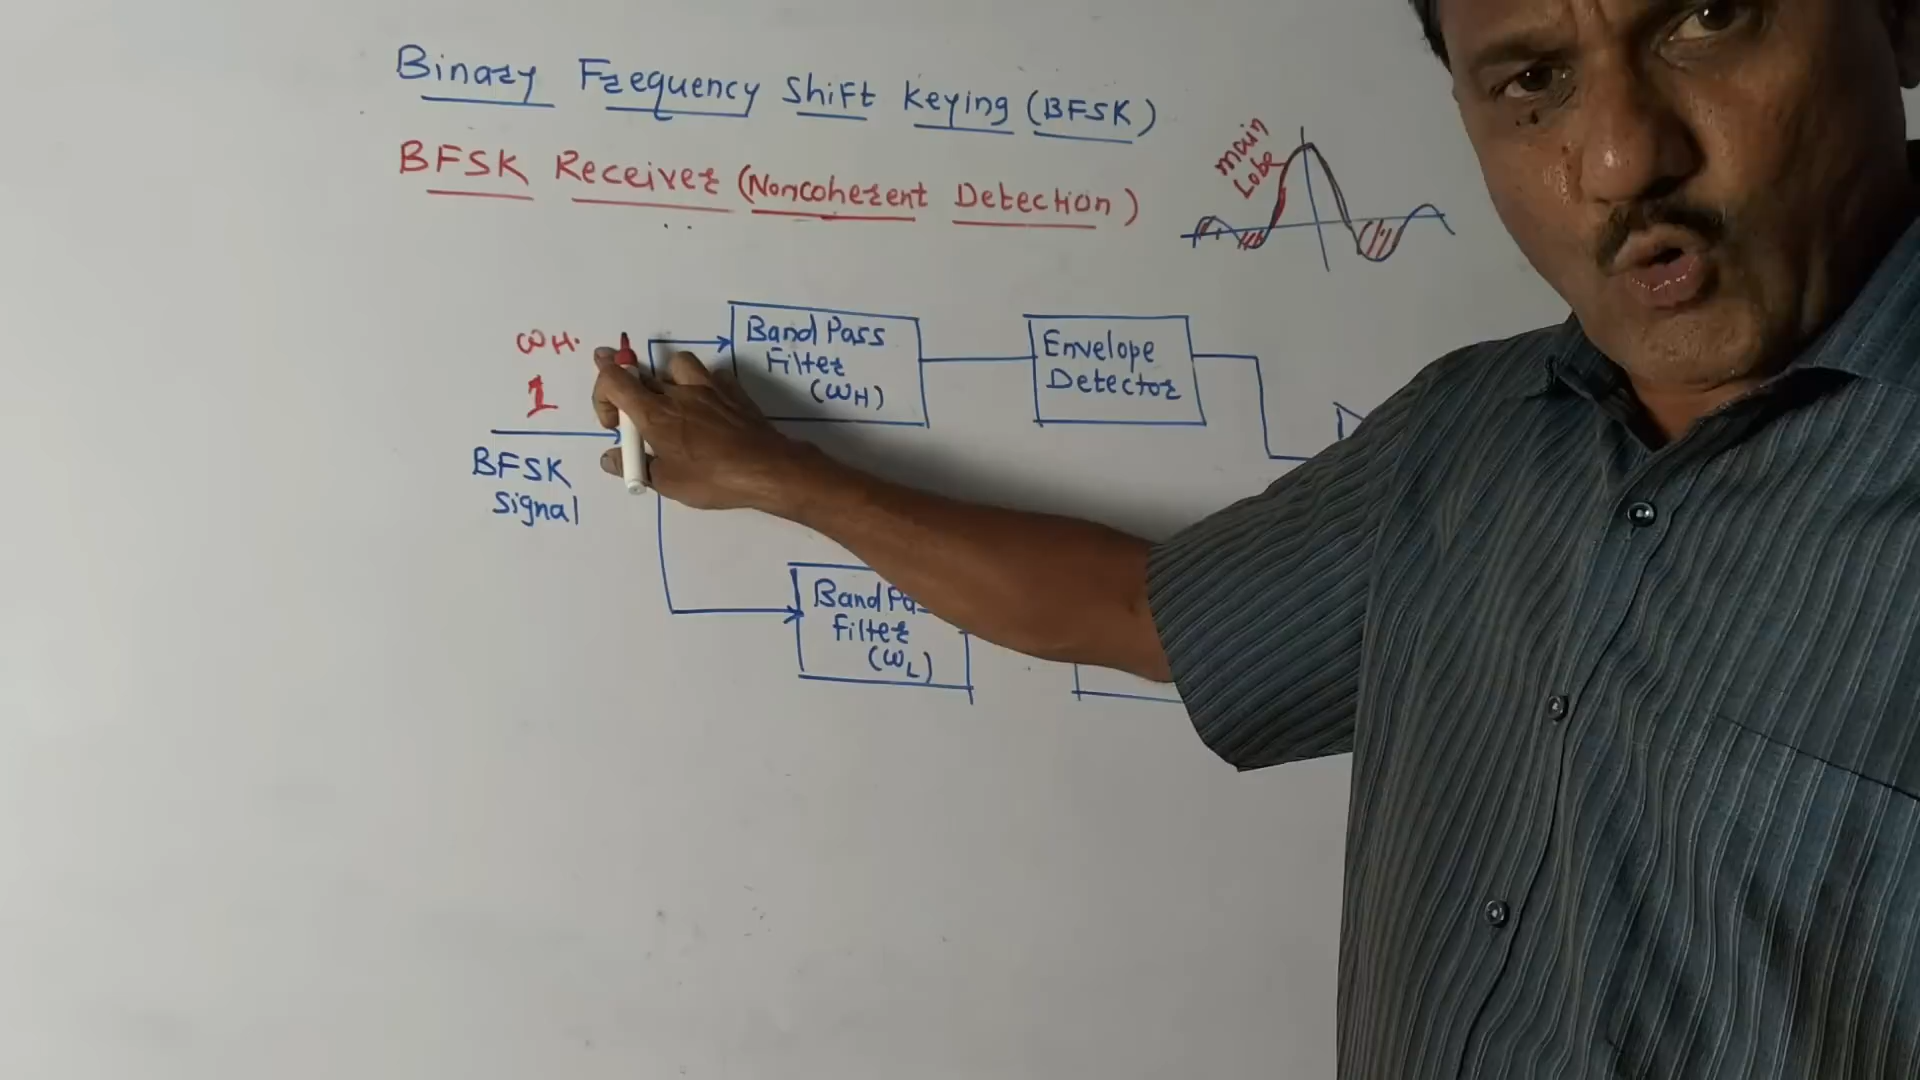 Binary Frequency Shift Keying (BFSK)
BFSK Receiver (Noncoherent Detection)
main
Lobe
ωH
1
BFSK
Signal
Band Pass
Filter
(ωH)
Envelope
Detector
Band
Filter
(ωL)